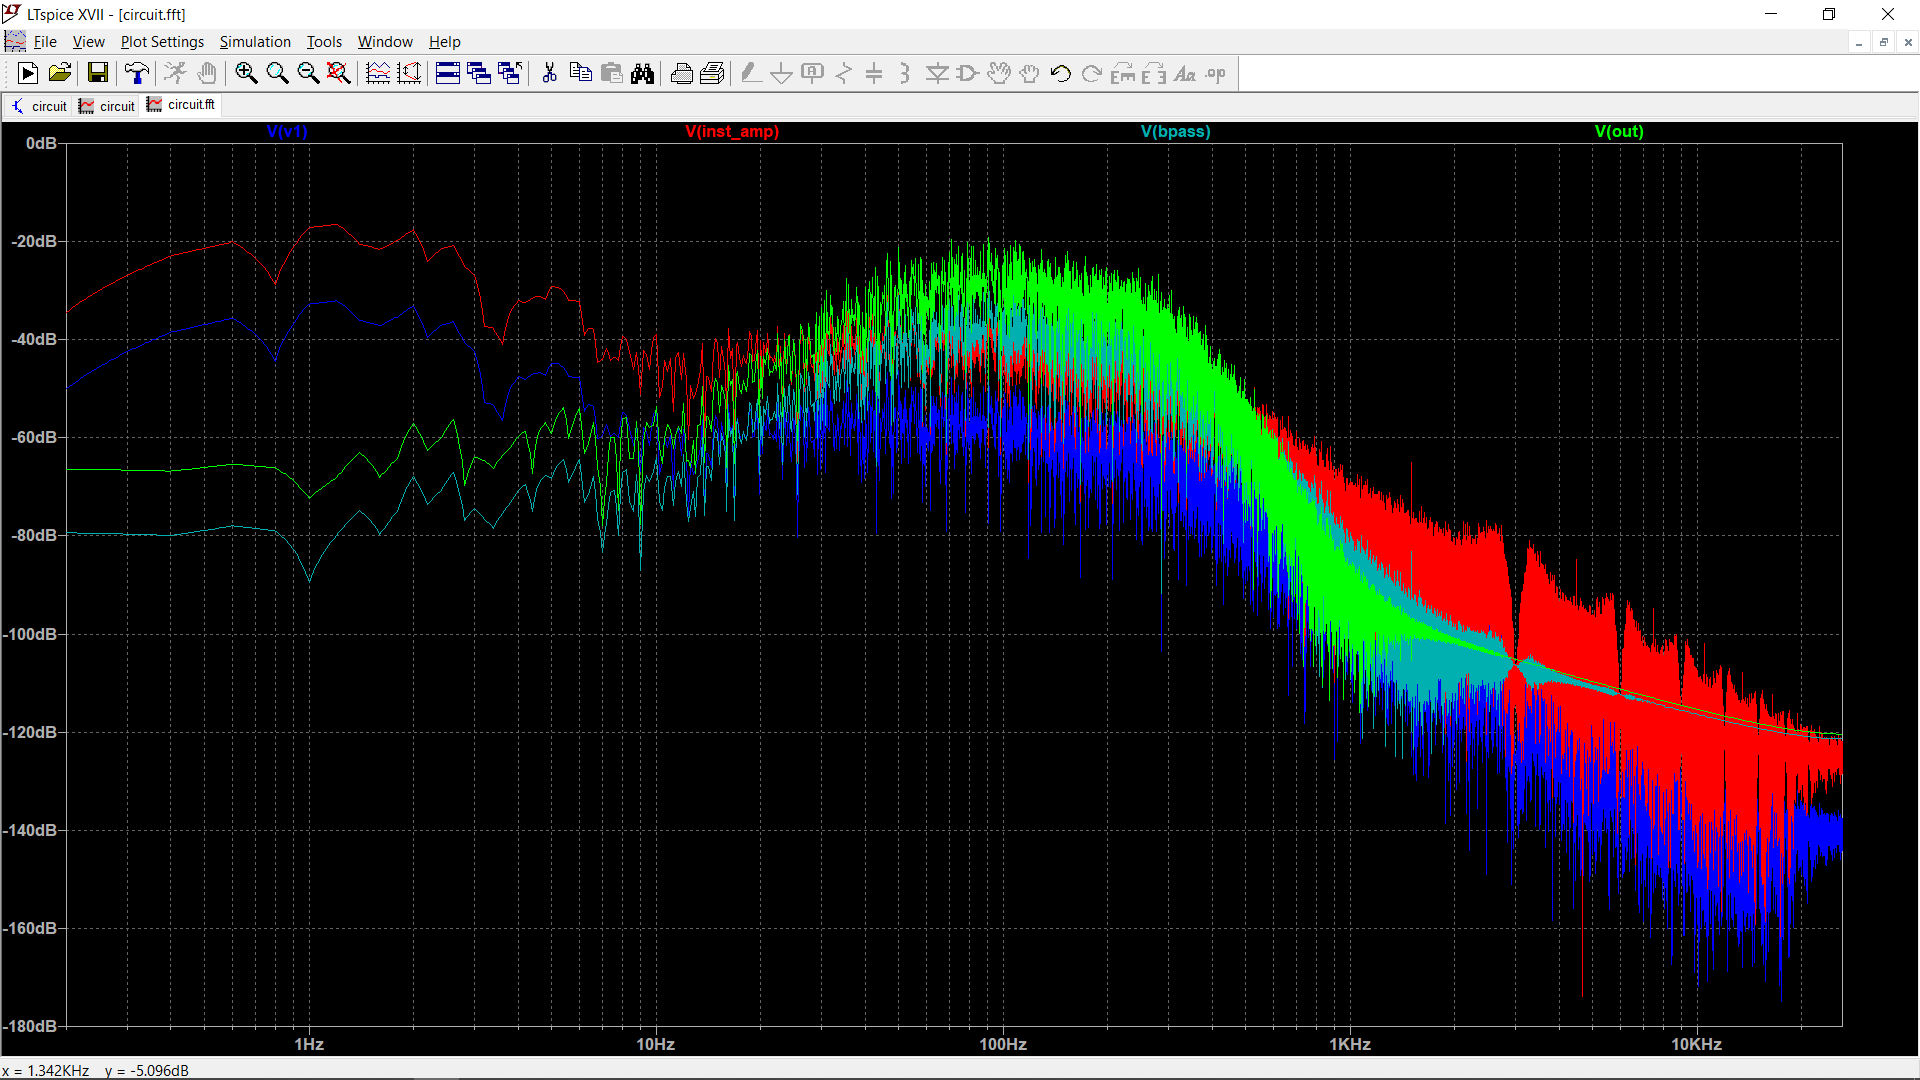 LTspice XVII - [circuit.fft]
File View Plot Settings Simulation Tools Window Help
circuit circuit circuit.fft
V(v1) V(inst_amp) V(bpass) V(out)
0dB
-20dB
-40dB
-60dB
-80dB
-100dB
-120dB
-140dB
-160dB
-180dB
1Hz 10Hz 100Hz 1KHz 10KHz
x = 1.342KHz y = -5.096dB